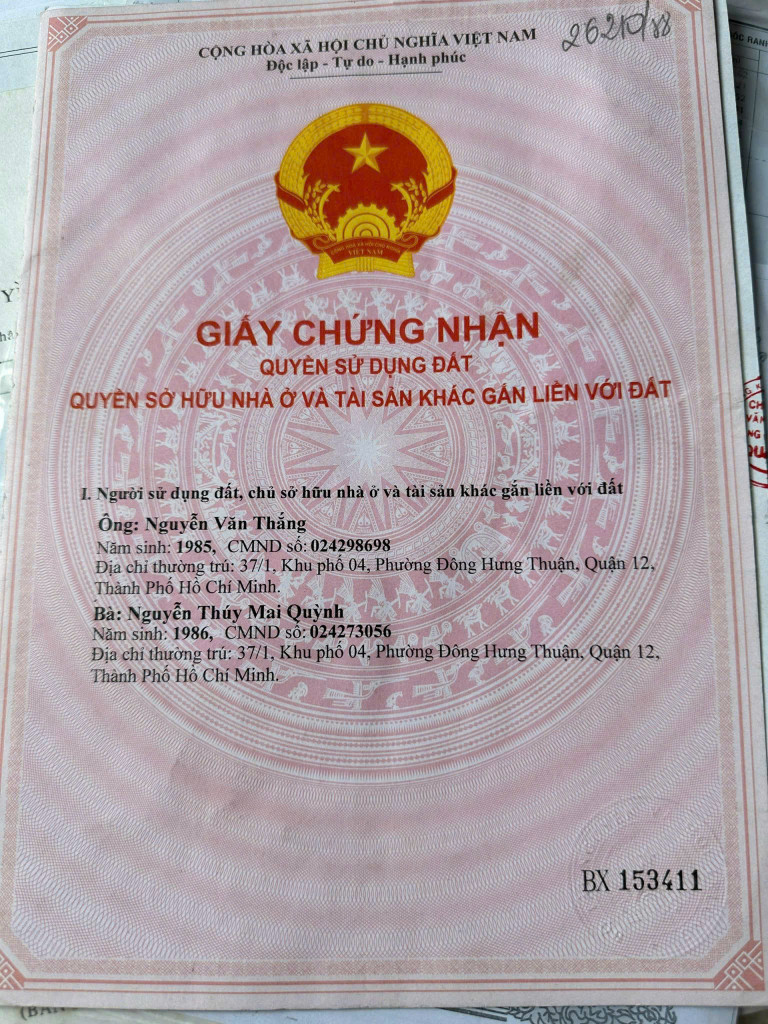 CỘNG HÒA XÃ HỘI CHỦ NGHĨA VIỆT NAM
Độc lập - Tự do - Hạnh phúc
VIỆT NAM
GIẤY CHỨNG NHẬN
QUYỀN SỬ DỤNG ĐẤT
QUYỀN SỞ HỮU NHÀ Ở VÀ TÀI SẢN KHÁC GẮN LIỀN VỚI ĐẤT
I. Người sử dụng đất, chủ sở hữu nhà ở và tài sản khác gắn liền với đất
Ông: Nguyễn Văn Thắng
Năm sinh: 1985, CMND số: 024298698
Địa chỉ thường trú: 37/1, Khu phố 04, Phường Đông Hưng Thuận, Quận 12,
Thành Phố Hồ Chí Minh.
Bà: Nguyễn Thúy Mai Quỳnh
Năm sinh: 1986, CMND số: 024273056
Địa chỉ thường trú: 37/1, Khu phố 04, Phường Đông Hưng Thuận, Quận 12,
Thành Phố Hồ Chí Minh.
BX 153411